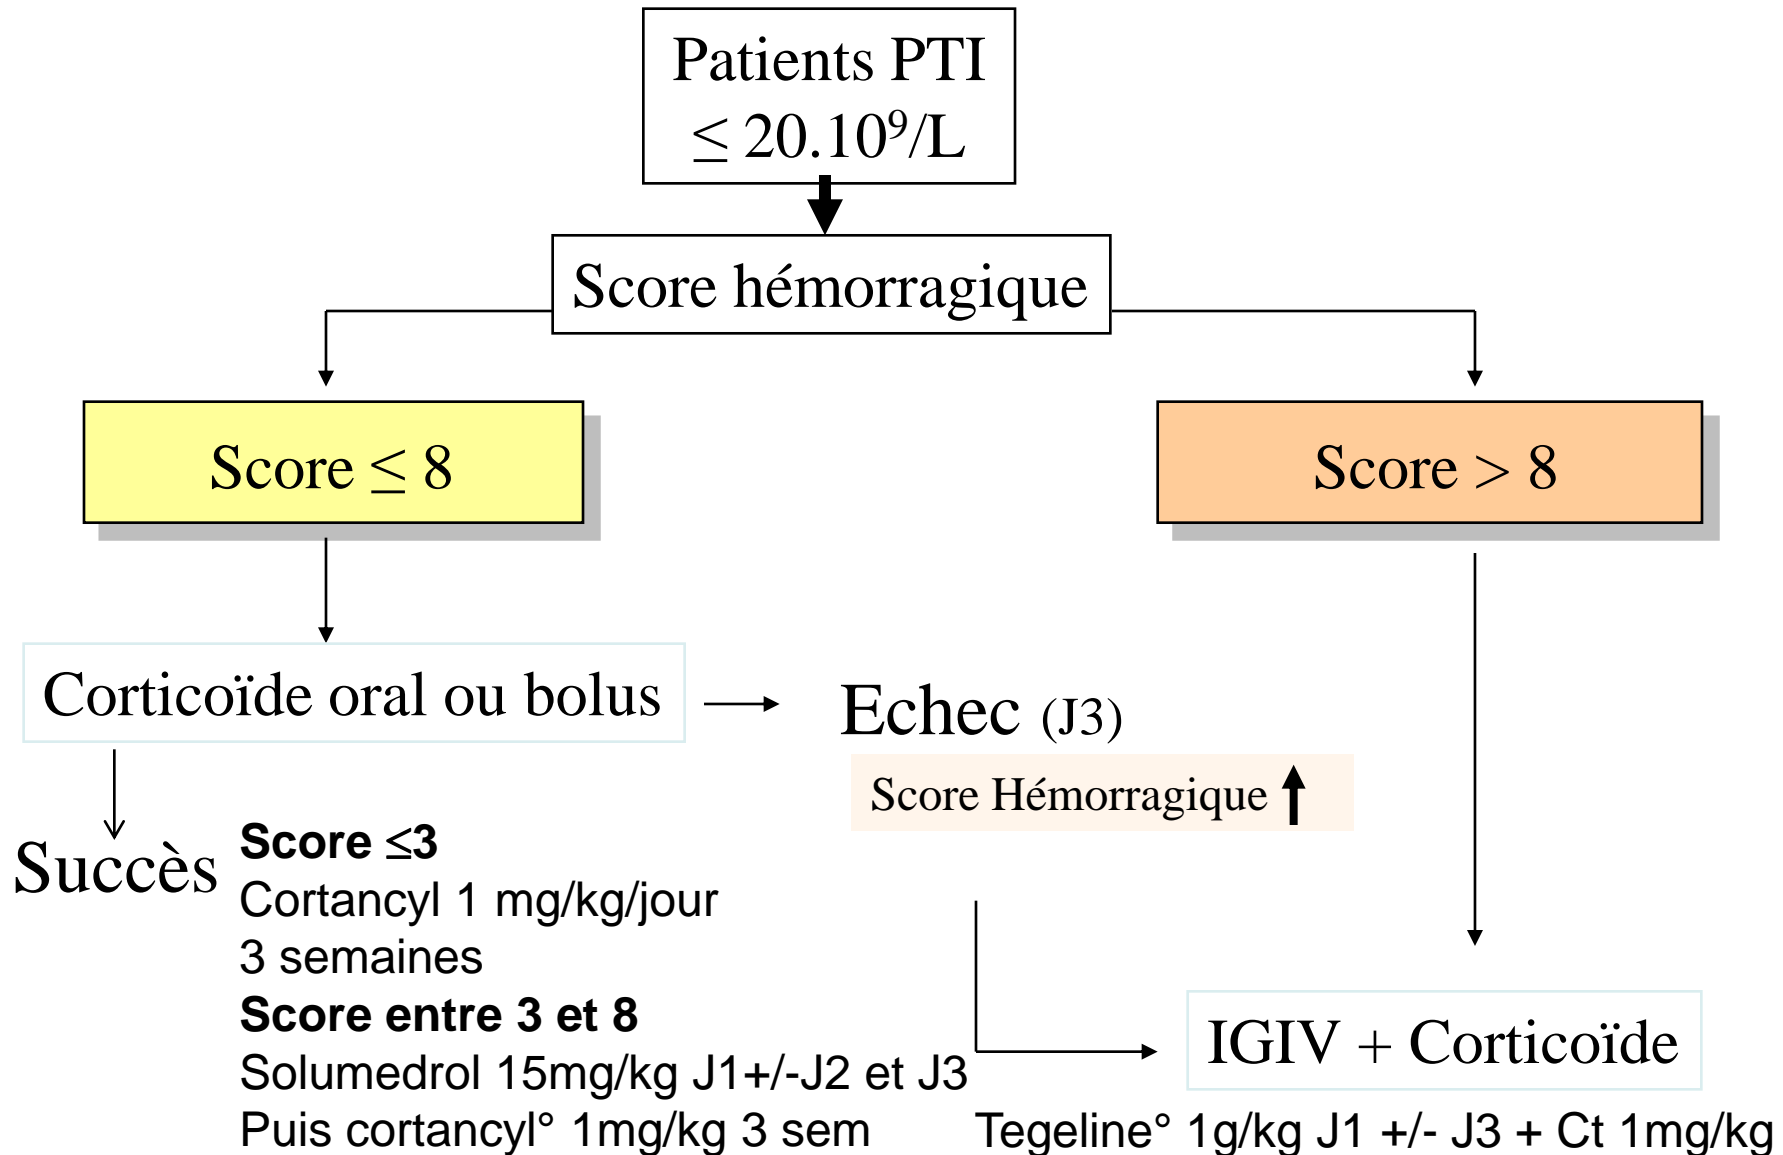 Patients PTI
≤ 20.10⁹/L
Score hémorragique
Score ≤ 8
Score > 8
Corticoïde oral ou bolus
Echec (J3)
Score Hémorragique
Succès
Score ≤3
Cortancyl 1 mg/kg/jour
3 semaines
Score entre 3 et 8
Solumedrol 15mg/kg J1+/-J2 et J3
Puis cortancyl° 1mg/kg 3 sem
IGIV + Corticoïde
Tegeline° 1g/kg J1 +/- J3 + Ct 1mg/kg